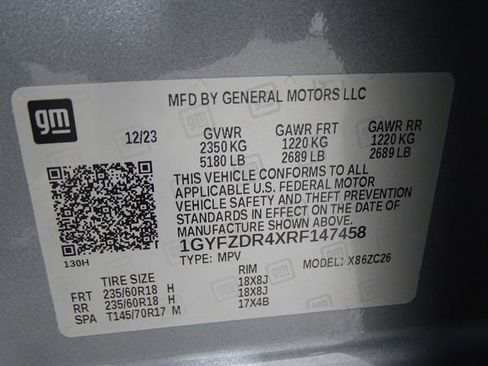 gm
MFD BY GENERAL MOTORS LLC
12/23 GVWR GAWR FRT GAWR RR
2350 KG 1220 KG 1220 KG
5180 LB 2689 LB 2689 LB
THIS VEHICLE CONFORMS TO ALL
APPLICABLE U.S. FEDERAL MOTOR
VEHICLE SAFETY AND THEFT PREVENTION
STANDARDS IN EFFECT ON THE DATE OF
MANUFACTURE SHOWN ABOVE.
1GYFZDR4XRF147458
130H
TYPE: MPV MODEL: X86ZC26
TIRE SIZE RIM
FRT 235/60R18 H 18X8J
RR 235/60R18 H 18X8J
SPA T145/70R17 M 17X4B